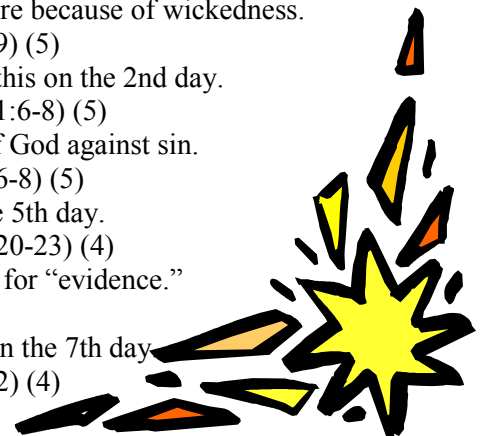 re because of wickedness.
9) (5)
this on the 2nd day.
1:6-8) (5)
f God against sin.
6-8) (5)
e 5th day.
20-23) (4)
for “evidence.”
n the 7th day
2) (4)